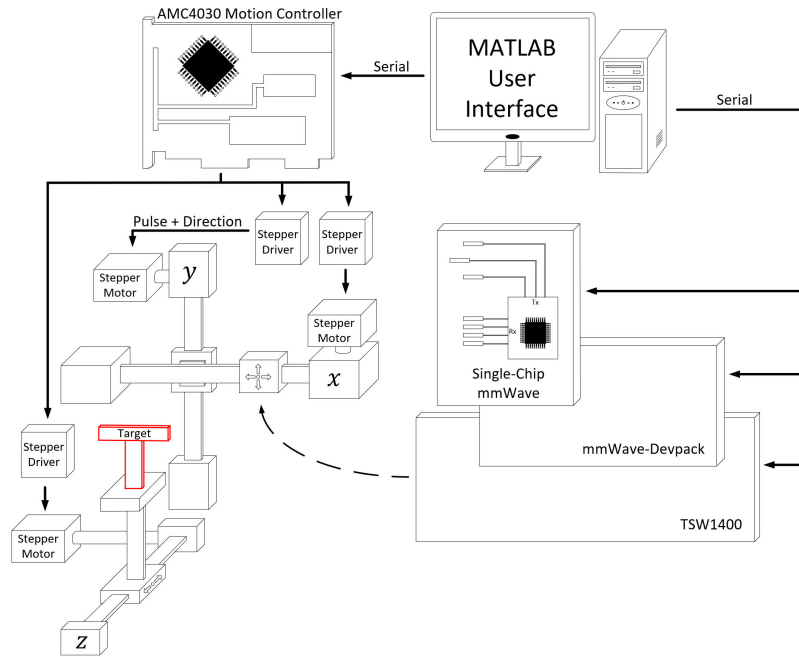 AMC4030 Motion Controller
Serial
MATLAB
User
Interface
Serial
Pulse + Direction
Stepper
Driver
Stepper
Driver
Stepper
Motor
y
Stepper
Motor
x
Tx
Rx
Single-Chip
mmWave
mmWave-Devpack
TSW1400
Target
Stepper
Driver
Stepper
Motor
z